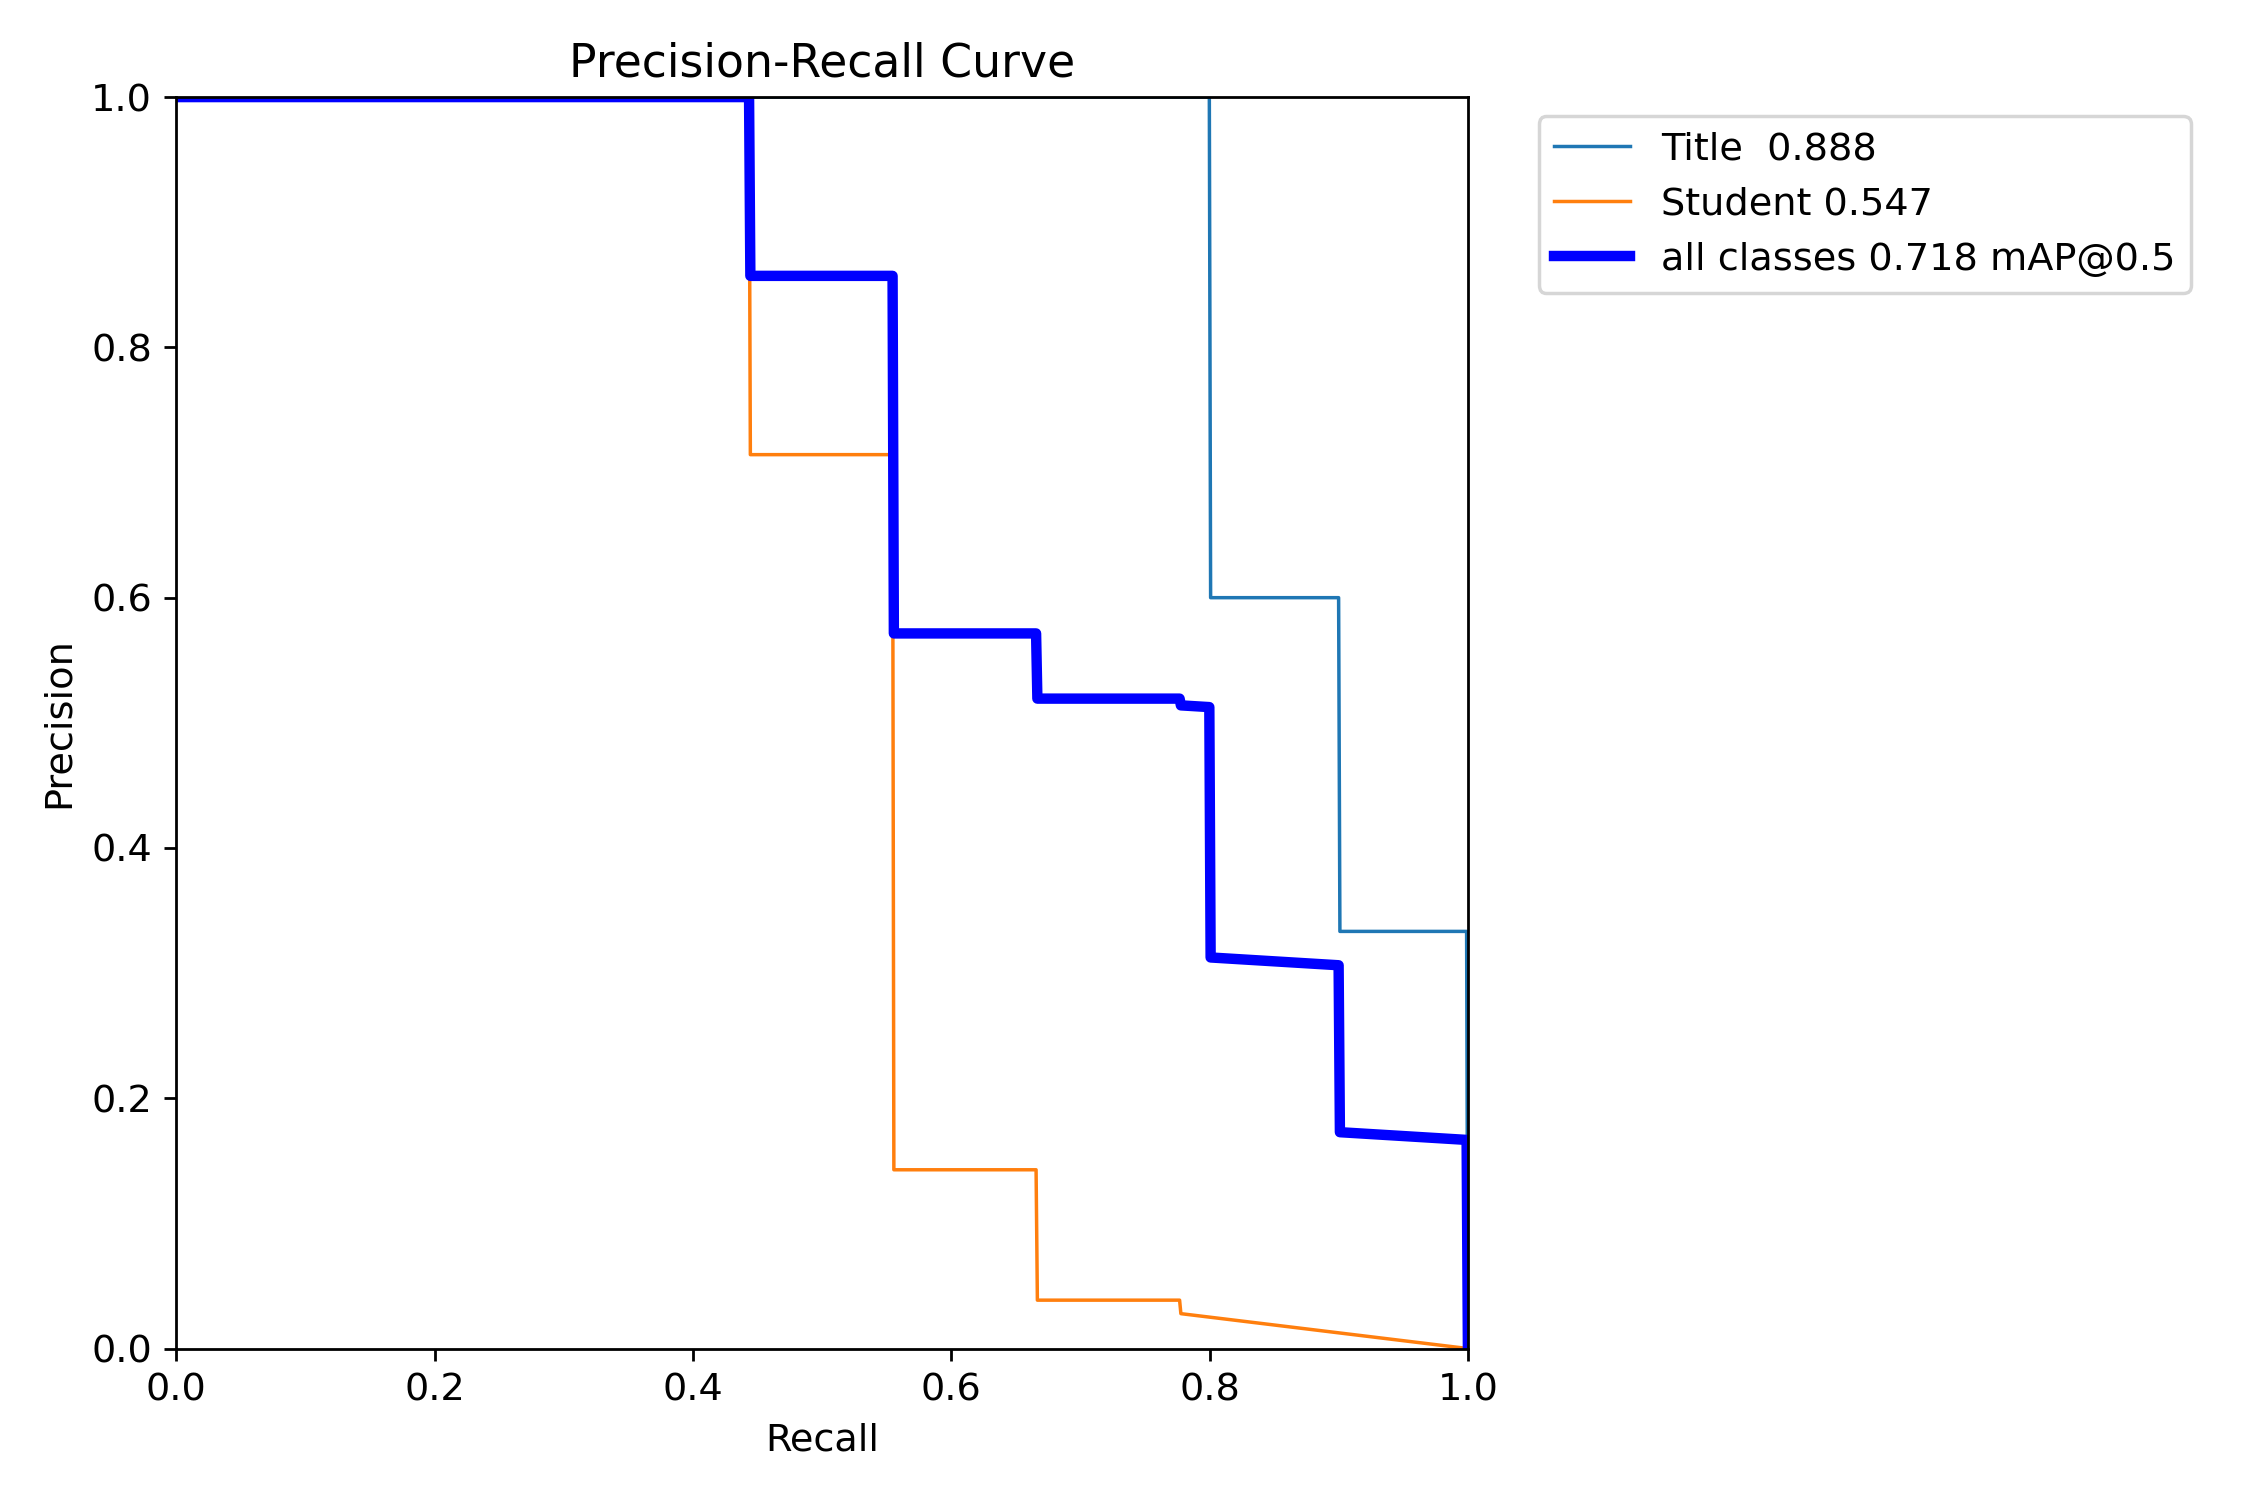 Precision-Recall Curve
1.0
0.8
0.6
0.4
0.2
0.0
Precision
0.0 0.2 0.4 0.6 0.8 1.0
Recall
Title  0.888
Student 0.547
all classes 0.718 mAP@0.5